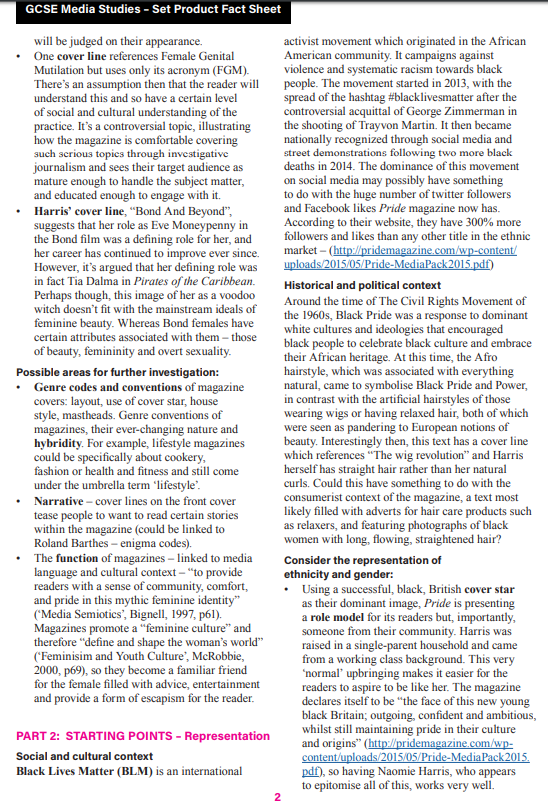 GCSE Media Studies – Set Product Fact Sheet
will be judged on their appearance.
• One cover line references Female Genital
Mutilation but uses only its acronym (FGM).
There’s an assumption then that the reader will
understand this and so have a certain level
of social and cultural understanding of the
practice. It’s a controversial topic, illustrating
how the magazine is comfortable covering
such serious topics through investigative
journalism and sees their target audience as
mature enough to handle the subject matter,
and educated enough to engage with it.
• Harris’ cover line, “Bond And Beyond”,
suggests that her role as Eve Moneypenny in
the Bond film was a defining role for her, and
her career has continued to improve ever since.
However, it’s argued that her defining role was
in fact Tia Dalma in Pirates of the Caribbean.
Perhaps though, this image of her as a voodoo
witch doesn’t fit with the mainstream ideals of
feminine beauty. Whereas Bond females have
certain attributes associated with them – those
of beauty, femininity and overt sexuality.
Possible areas for further investigation:
• Genre codes and conventions of magazine
covers: layout, use of cover star, house
style, mastheads. Genre conventions of
magazines, their ever-changing nature and
hybridity. For example, lifestyle magazines
could be specifically about cookery,
fashion or health and fitness and still come
under the umbrella term ‘lifestyle’.
• Narrative – cover lines on the front cover
tease people to want to read certain stories
within the magazine (could be linked to
Roland Barthes – enigma codes).
• The function of magazines – linked to media
language and cultural context – “to provide
readers with a sense of community, comfort,
and pride in this mythic feminine identity”
(‘Media Semiotics’, Bignell, 1997, p61).
Magazines promote a “feminine culture” and
therefore “define and shape the woman’s world”
(‘Feminisim and Youth Culture’, McRobbie,
2000, p69), so they become a familiar friend
for the female filled with advice, entertainment
and provide a form of escapism for the reader.
PART 2: STARTING POINTS – Representation
Social and cultural context
Black Lives Matter (BLM) is an international
activist movement which originated in the African
American community. It campaigns against
violence and systematic racism towards black
people. The movement started in 2013, with the
spread of the hashtag #blacklivesmatter after the
controversial acquittal of George Zimmerman in
the shooting of Trayvon Martin. It then became
nationally recognized through social media and
street demonstrations following two more black
deaths in 2014. The dominance of this movement
on social media may possibly have something
to do with the huge number of twitter followers
and Facebook likes Pride magazine now has.
According to their website, they have 300% more
followers and likes than any other title in the ethnic
market – (http://pridemagazine.com/wp-content/
uploads/2015/05/Pride-MediaPack2015.pdf)
Historical and political context
Around the time of The Civil Rights Movement of
the 1960s, Black Pride was a response to dominant
white cultures and ideologies that encouraged
black people to celebrate black culture and embrace
their African heritage. At this time, the Afro
hairstyle, which was associated with everything
natural, came to symbolise Black Pride and Power,
in contrast with the artificial hairstyles of those
wearing wigs or having relaxed hair, both of which
were seen as pandering to European notions of
beauty. Interestingly then, this text has a cover line
which references “The wig revolution” and Harris
herself has straight hair rather than her natural
curls. Could this have something to do with the
consumerist context of the magazine, a text most
likely filled with adverts for hair care products such
as relaxers, and featuring photographs of black
women with long, flowing, straightened hair?
Consider the representation of
ethnicity and gender:
• Using a successful, black, British cover star
as their dominant image, Pride is presenting
a role model for its readers but, importantly,
someone from their community. Harris was
raised in a single-parent household and came
from a working class background. This very
‘normal’ upbringing makes it easier for the
readers to aspire to be like her. The magazine
declares itself to be “the face of this new young
black Britain; outgoing, confident and ambitious,
whilst still maintaining pride in their culture
and origins” (http://pridemagazine.com/wp-
content/uploads/2015/05/Pride-MediaPack2015.
pdf), so having Naomie Harris, who appears
to epitomise all of this, works very well.
2